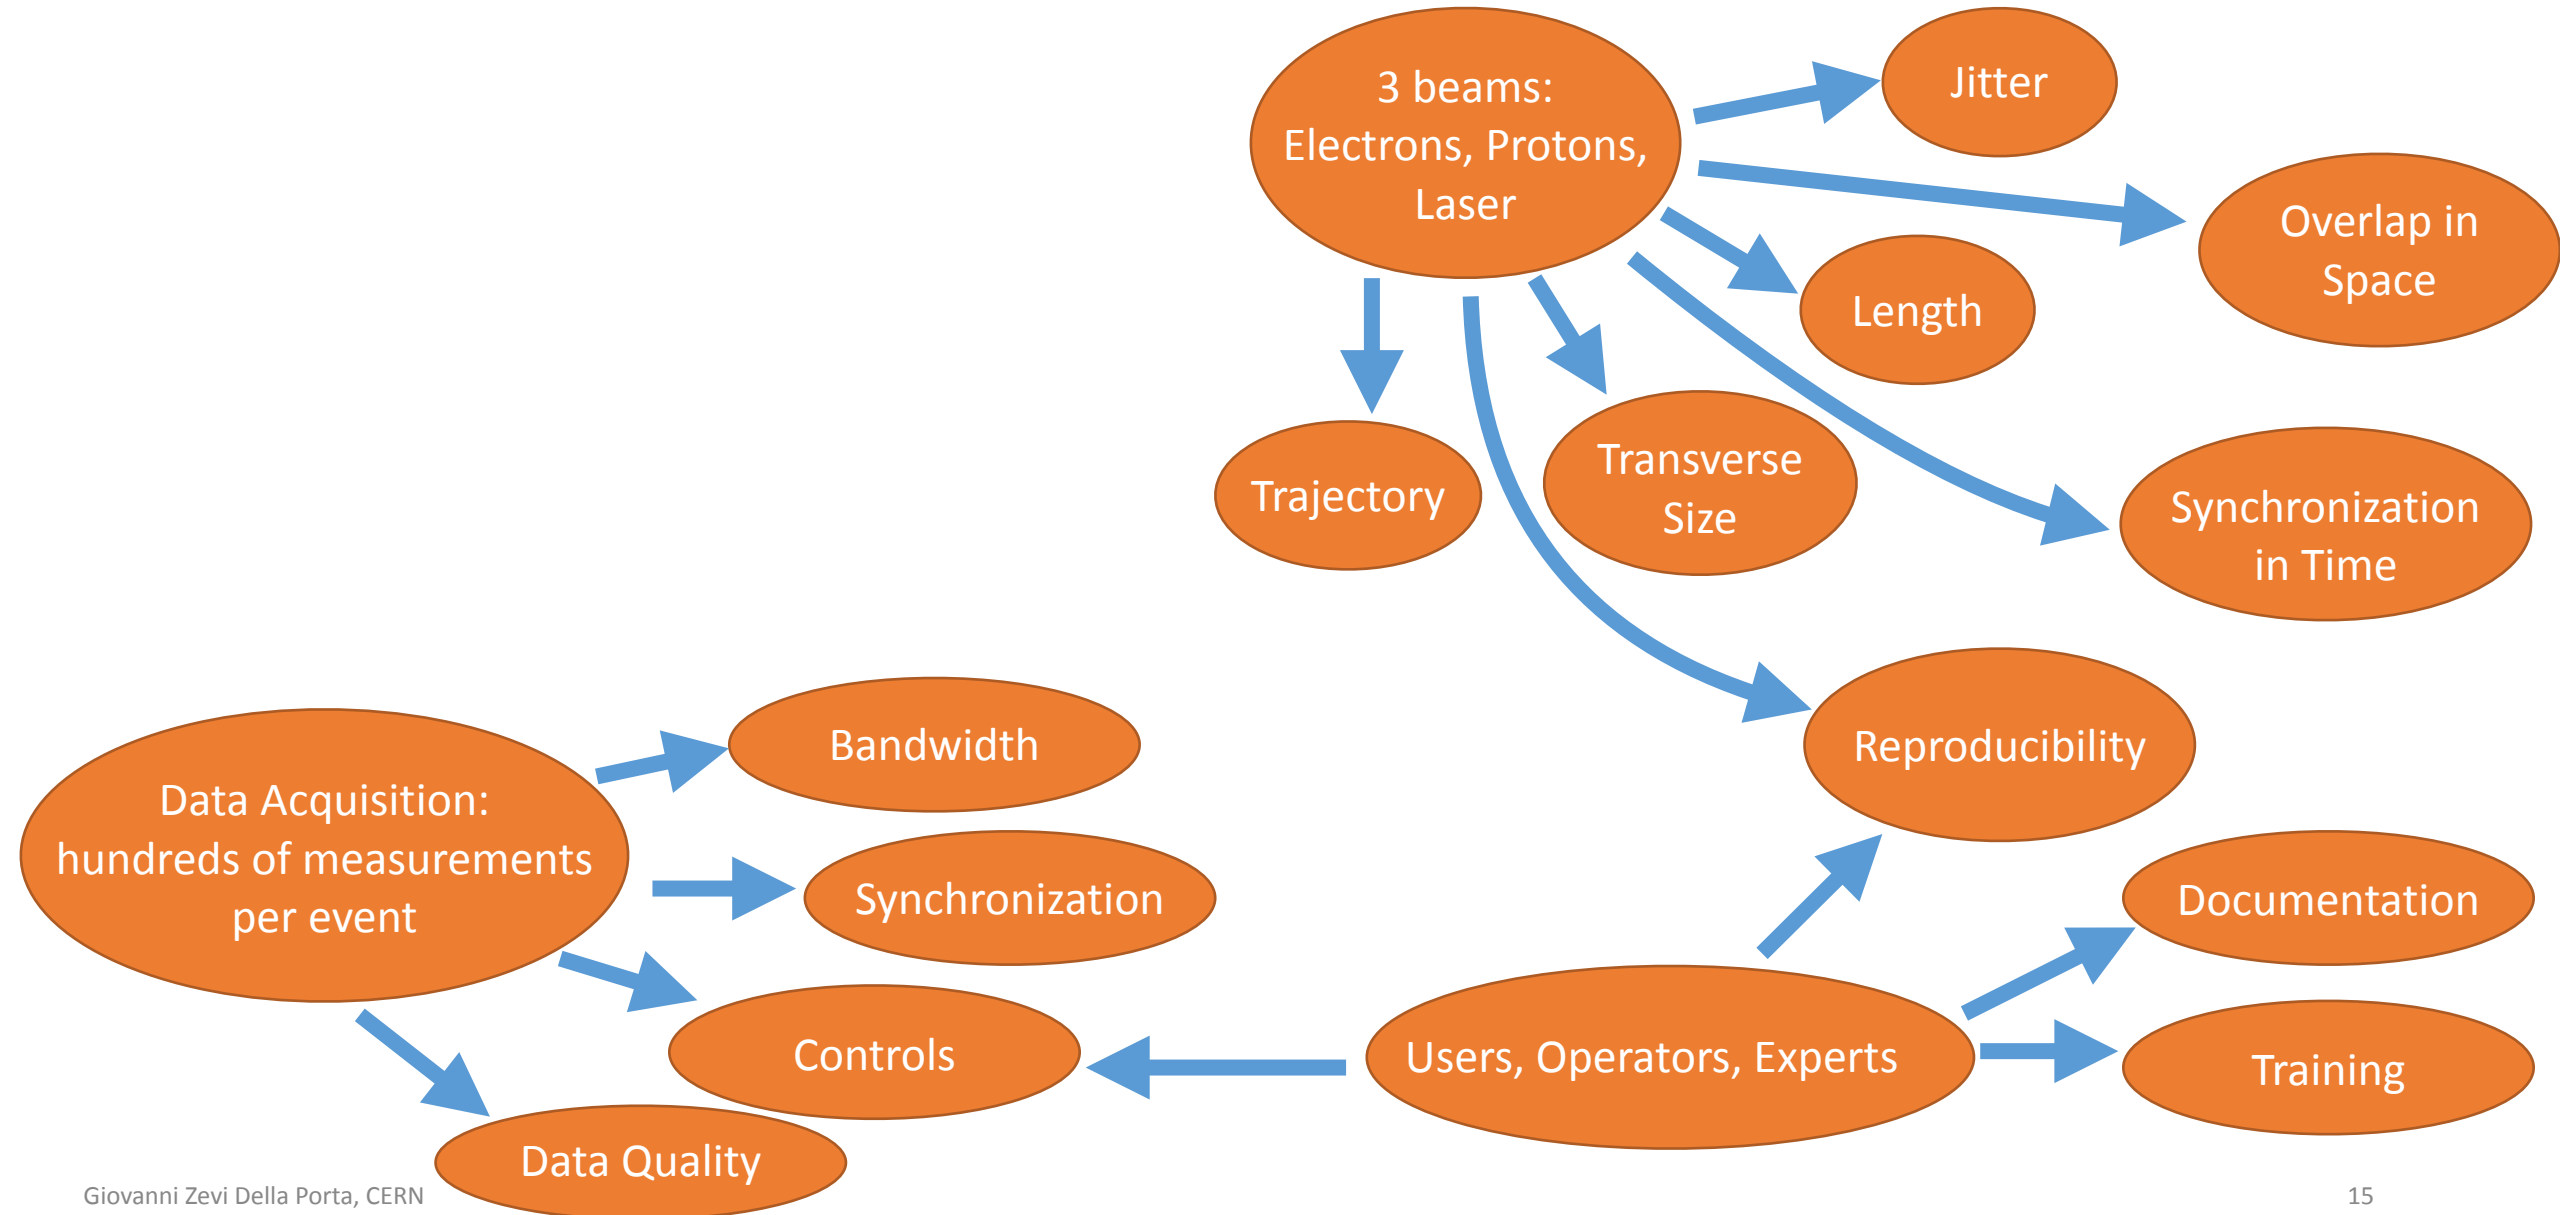 3 beams:
Electrons, Protons,
Laser
Jitter
Overlap in
Space
Length
Trajectory
Transverse
Size
Synchronization
in Time
Reproducibility
Data Acquisition:
hundreds of measurements
per event
Bandwidth
Synchronization
Controls
Data Quality
Users, Operators, Experts
Documentation
Training
Giovanni Zevi Della Porta, CERN
15